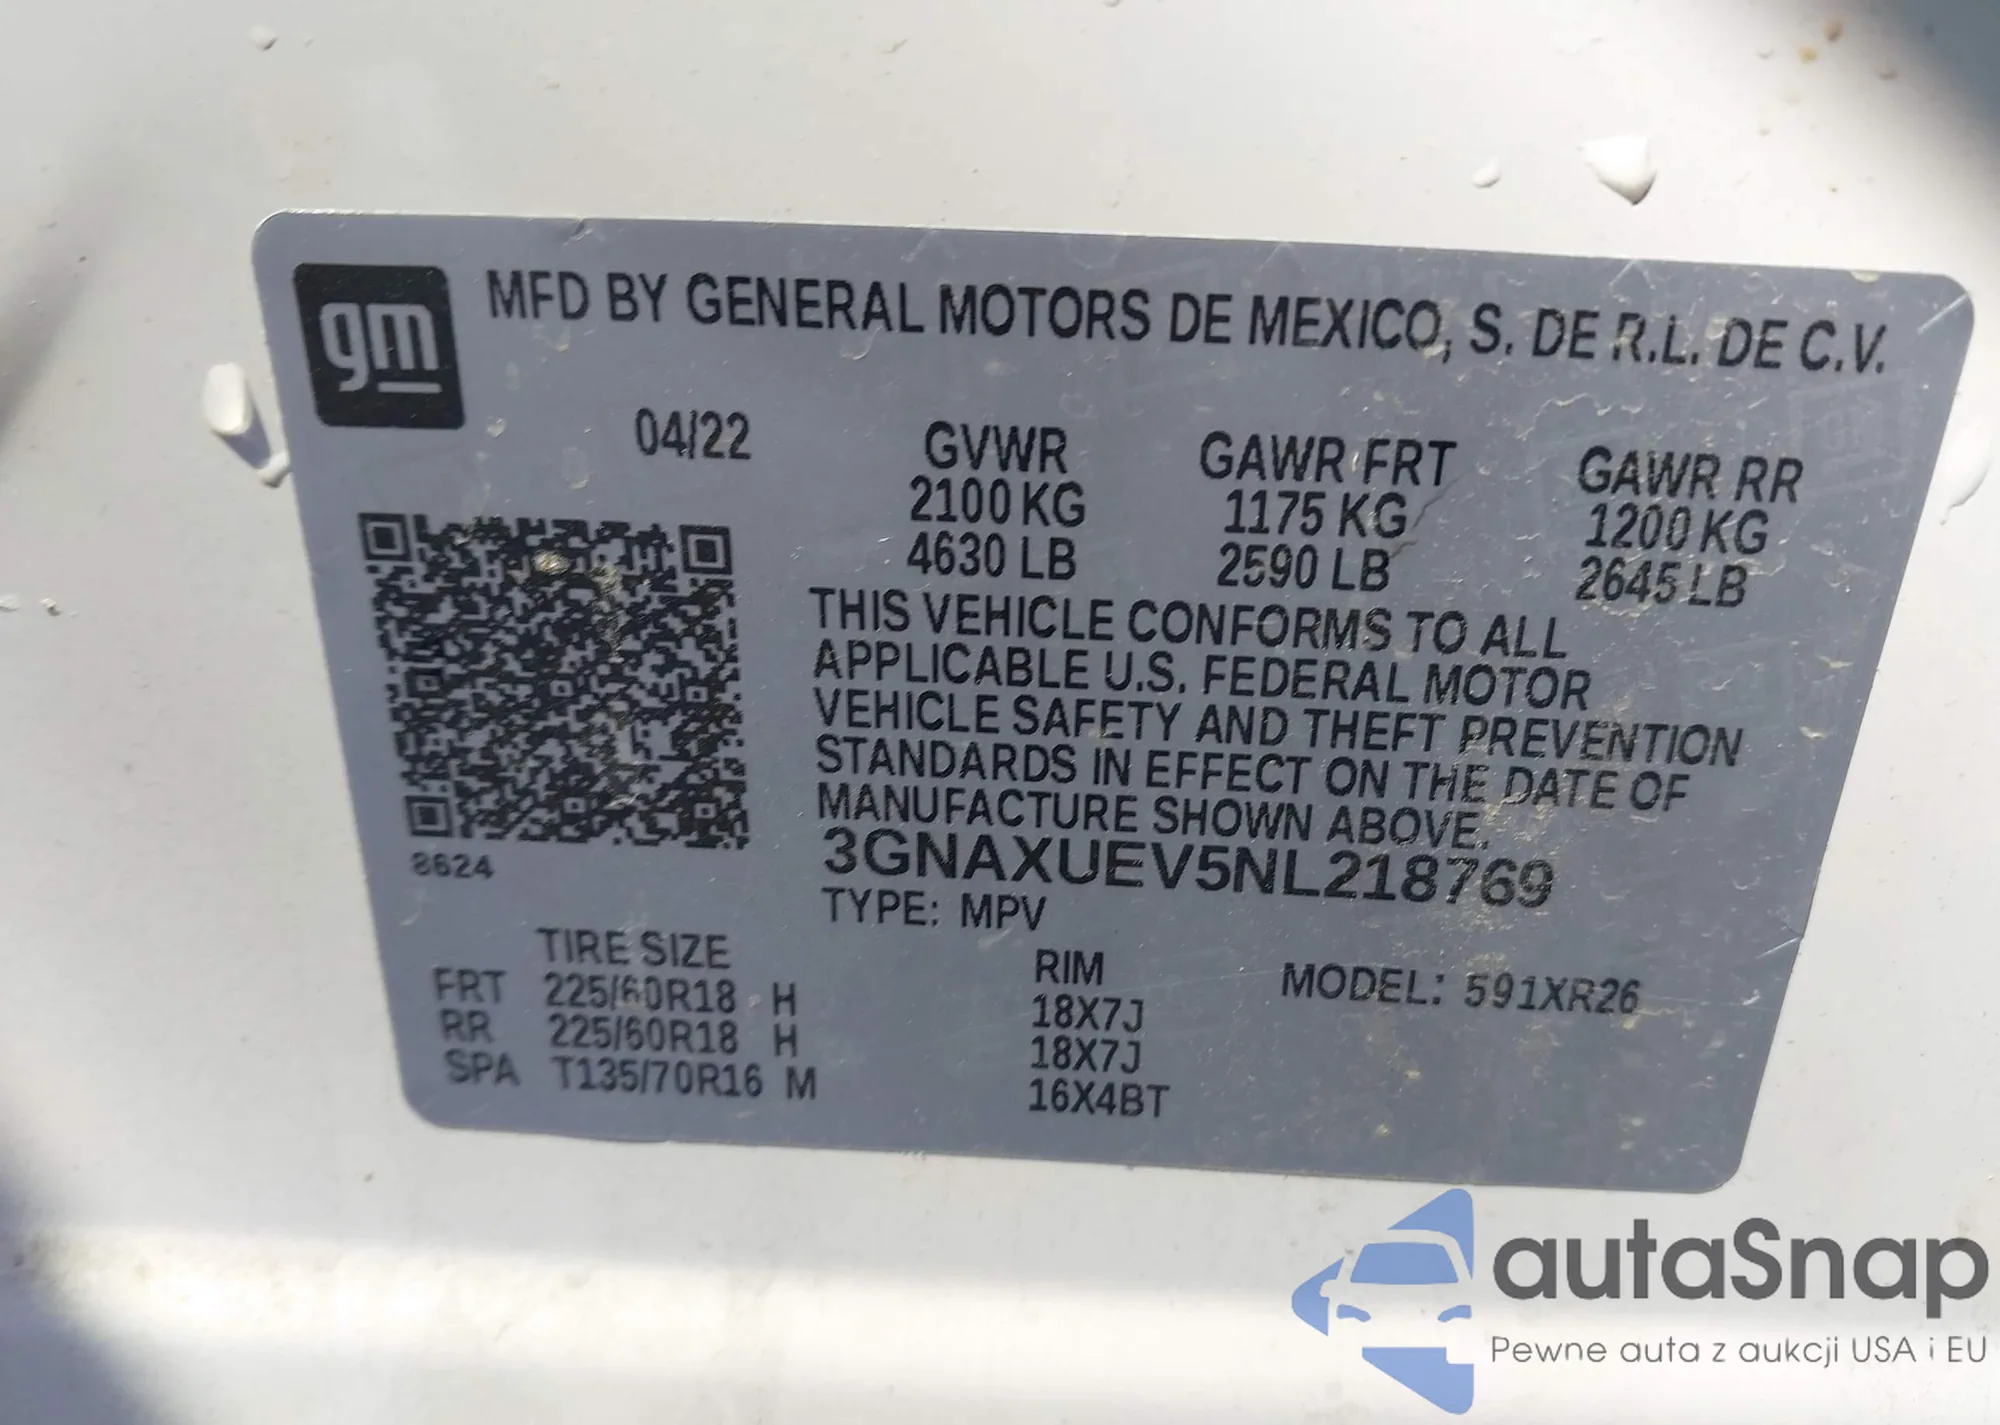 gm
MFD BY GENERAL MOTORS DE MEXICO, S. DE R.L. DE C.V.
04/22
GVWR GAWR FRT GAWR RR
2100 KG 1175 KG 1200 KG
4630 LB 2590 LB 2645 LB
THIS VEHICLE CONFORMS TO ALL
APPLICABLE U.S. FEDERAL MOTOR
VEHICLE SAFETY AND THEFT PREVENTION
STANDARDS IN EFFECT ON THE DATE OF
MANUFACTURE SHOWN ABOVE.
3GNAXUEV5NL218769
8624
TYPE: MPV
TIRE SIZE RIM MODEL: 591XR26
FRT 225/60R18 H 18X7J
RR 225/60R18 H 18X7J
SPA T135/70R16 M 16X4BT
autaSnap
Pewne auta z aukcji USA i EU